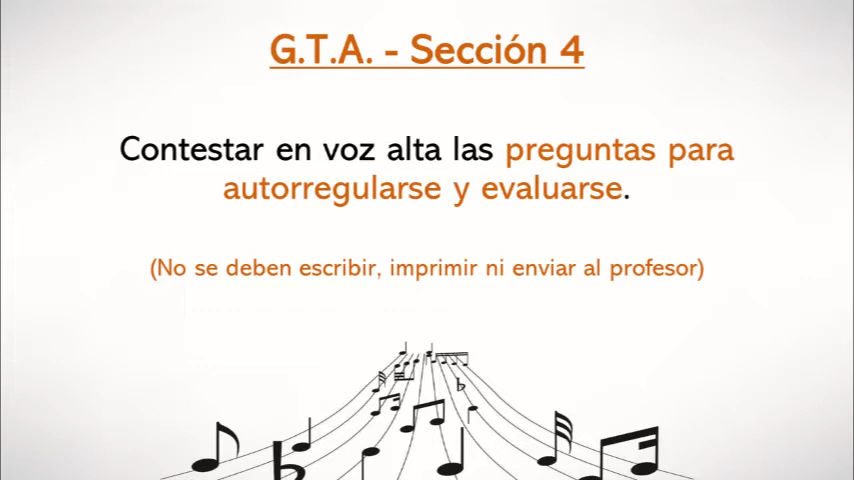 G.T.A. - Sección 4
Contestar en voz alta las preguntas para
autorregularse y evaluarse.
(No se deben escribir, imprimir ni enviar al profesor)